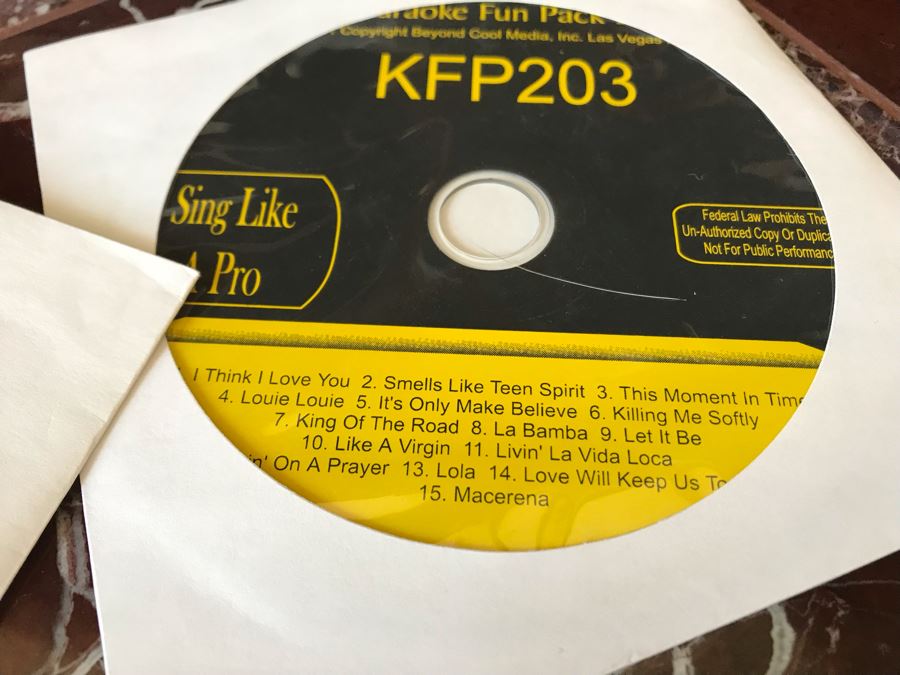 raoke Fun Pack
Copyright Beyond Cool Media, Inc. Las Vegas
KFP203
Sing Like
A Pro
Federal Law Prohibits The
Un-Authorized Copy Or Duplica
Not For Public Performanc
I Think I Love You 2. Smells Like Teen Spirit 3. This Moment In Time
4. Louie Louie 5. It's Only Make Believe 6. Killing Me Softly
7. King Of The Road 8. La Bamba 9. Let It Be
10. Like A Virgin 11. Livin' La Vida Loca
in' On A Prayer 13. Lola 14. Love Will Keep Us To
15. Macerena